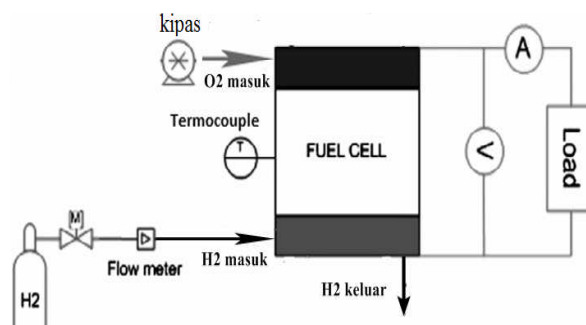 kipas
O2 masuk
A
Termocouple
T
FUEL CELL
V
Load
[M]
Flow meter
H2 masuk
H2
H2 keluar